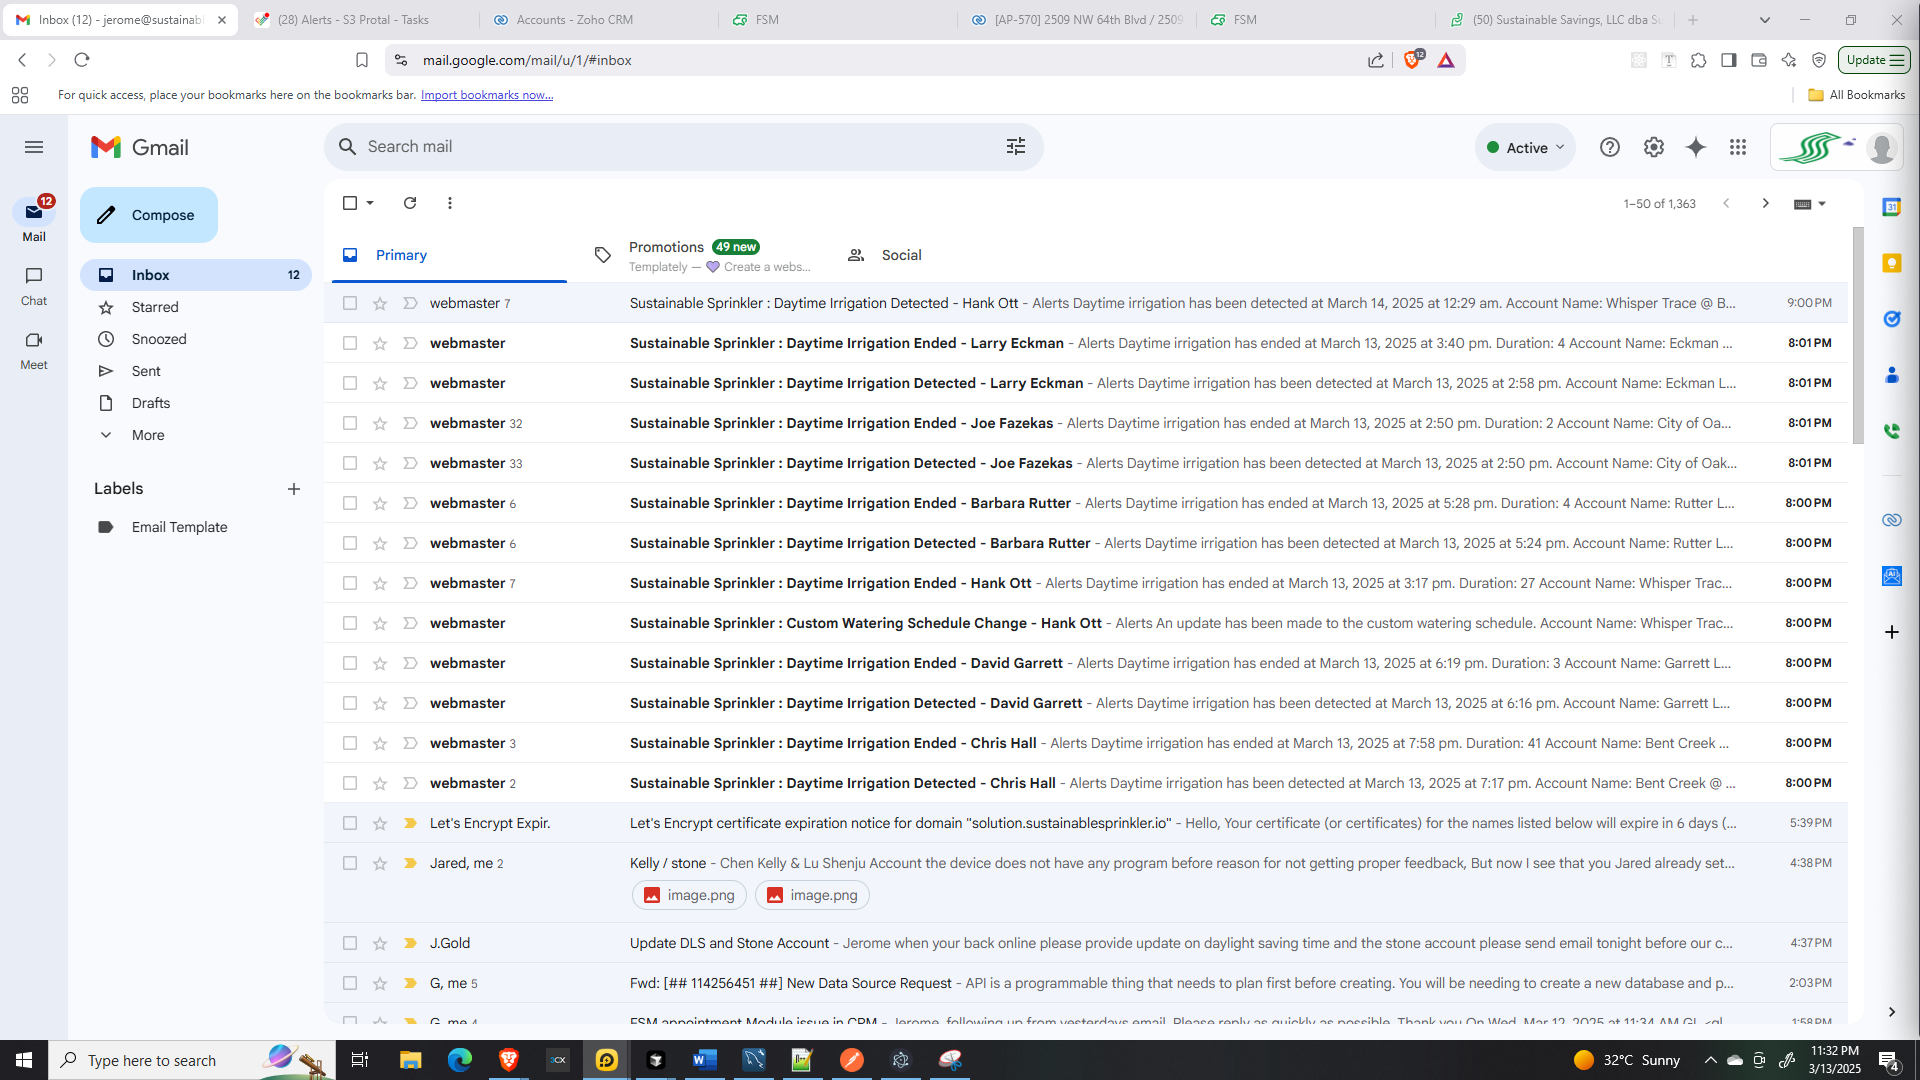 Inbox (12) - jerome@sustainabl
(28) Alerts - S3 Protal - Tasks
Accounts - Zoho CRM
FSM
[AP-570] 2509 NW 64th Blvd / 2509
FSM
(50) Sustainable Savings, LLC dba Su
mail.google.com/mail/u/1/#inbox
12
Update
For quick access, place your bookmarks here on the bookmarks bar. Import bookmarks now...
All Bookmarks
Gmail
Search mail
Active
12
Mail
Chat
Meet
Compose
Inbox 12
Starred
Snoozed
Sent
Drafts
More
Labels
Email Template
1–50 of 1,363
Primary
Promotions 49 new
Templately — 💜 Create a webs...
Social
webmaster 7 Sustainable Sprinkler : Daytime Irrigation Detected - Hank Ott - Alerts Daytime irrigation has been detected at March 14, 2025 at 12:29 am. Account Name: Whisper Trace @ B... 9:00 PM
webmaster Sustainable Sprinkler : Daytime Irrigation Ended - Larry Eckman - Alerts Daytime irrigation has ended at March 13, 2025 at 3:40 pm. Duration: 4 Account Name: Eckman ... 8:01 PM
webmaster Sustainable Sprinkler : Daytime Irrigation Detected - Larry Eckman - Alerts Daytime irrigation has been detected at March 13, 2025 at 2:58 pm. Account Name: Eckman L... 8:01 PM
webmaster 32 Sustainable Sprinkler : Daytime Irrigation Ended - Joe Fazekas - Alerts Daytime irrigation has ended at March 13, 2025 at 2:50 pm. Duration: 2 Account Name: City of Oa... 8:01 PM
webmaster 33 Sustainable Sprinkler : Daytime Irrigation Detected - Joe Fazekas - Alerts Daytime irrigation has been detected at March 13, 2025 at 2:50 pm. Account Name: City of Oak... 8:01 PM
webmaster 6 Sustainable Sprinkler : Daytime Irrigation Ended - Barbara Rutter - Alerts Daytime irrigation has ended at March 13, 2025 at 5:28 pm. Duration: 4 Account Name: Rutter L... 8:00 PM
webmaster 6 Sustainable Sprinkler : Daytime Irrigation Detected - Barbara Rutter - Alerts Daytime irrigation has been detected at March 13, 2025 at 5:24 pm. Account Name: Rutter L... 8:00 PM
webmaster 7 Sustainable Sprinkler : Daytime Irrigation Ended - Hank Ott - Alerts Daytime irrigation has ended at March 13, 2025 at 3:17 pm. Duration: 27 Account Name: Whisper Trac... 8:00 PM
webmaster Sustainable Sprinkler : Custom Watering Schedule Change - Hank Ott - Alerts An update has been made to the custom watering schedule. Account Name: Whisper Trac... 8:00 PM
webmaster Sustainable Sprinkler : Daytime Irrigation Ended - David Garrett - Alerts Daytime irrigation has ended at March 13, 2025 at 6:19 pm. Duration: 3 Account Name: Garrett L... 8:00 PM
webmaster Sustainable Sprinkler : Daytime Irrigation Detected - David Garrett - Alerts Daytime irrigation has been detected at March 13, 2025 at 6:16 pm. Account Name: Garrett L... 8:00 PM
webmaster 3 Sustainable Sprinkler : Daytime Irrigation Ended - Chris Hall - Alerts Daytime irrigation has ended at March 13, 2025 at 7:58 pm. Duration: 41 Account Name: Bent Creek ... 8:00 PM
webmaster 2 Sustainable Sprinkler : Daytime Irrigation Detected - Chris Hall - Alerts Daytime irrigation has been detected at March 13, 2025 at 7:17 pm. Account Name: Bent Creek @ ... 8:00 PM
Let's Encrypt Expir. Let's Encrypt certificate expiration notice for domain "solution.sustainablesprinkler.io" - Hello, Your certificate (or certificates) for the names listed below will expire in 6 days (... 5:39 PM
Jared, me 2 Kelly / stone - Chen Kelly & Lu Shenju Account the device does not have any program before reason for not getting proper feedback, But now I see that you Jared already set... 4:38 PM
image.png
image.png
J.Gold Update DLS and Stone Account - Jerome when your back online please provide update on daylight saving time and the stone account please send email tonight before our c... 4:37 PM
G, me 5 Fwd: [## 114256451 ##] New Data Source Request - API is a programmable thing that needs to plan first before creating. You will be needing to create a new database and p... 2:03 PM
G, me 4 FSM appointment Module issue in CRM - Jerome, following up from yesterdays email. Please reply as quickly as possible. Thank you On Wed, Mar 12, 2025 at 11:34 AM GL <gl... 1:58 PM
31
Type here to search
3CX
32°C Sunny
11:32 PM
3/13/2025
4